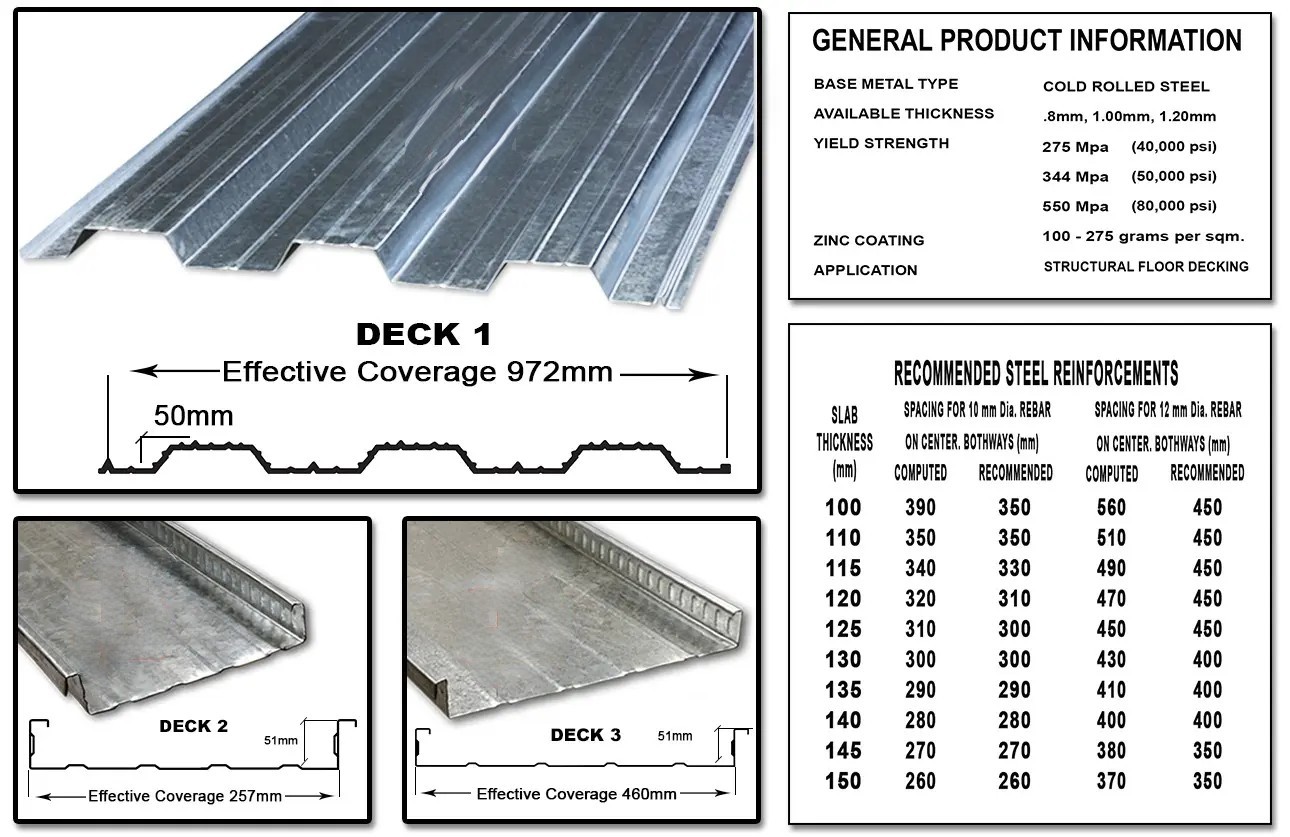 DECK 1
Effective Coverage 972mm
50mm
DECK 2
51mm
Effective Coverage 257mm
DECK 3
51mm
Effective Coverage 460mm
GENERAL PRODUCT INFORMATION
BASE METAL TYPE COLD ROLLED STEEL
AVAILABLE THICKNESS .8mm, 1.00mm, 1.20mm
YIELD STRENGTH 275 Mpa (40,000 psi)
344 Mpa (50,000 psi)
550 Mpa (80,000 psi)
ZINC COATING 100 - 275 grams per sqm.
APPLICATION STRUCTURAL FLOOR DECKING
RECOMMENDED STEEL REINFORCEMENTS
SLAB THICKNESS (mm)
SPACING FOR 10 mm Dia. REBAR SPACING FOR 12 mm Dia. REBAR
ON CENTER. BOTHWAYS (mm) ON CENTER. BOTHWAYS (mm)
COMPUTED RECOMMENDED COMPUTED RECOMMENDED
100 390 350 560 450
110 350 350 510 450
115 340 330 490 450
120 320 310 470 450
125 310 300 450 450
130 300 300 430 400
135 290 290 410 400
140 280 280 400 400
145 270 270 380 350
150 260 260 370 350